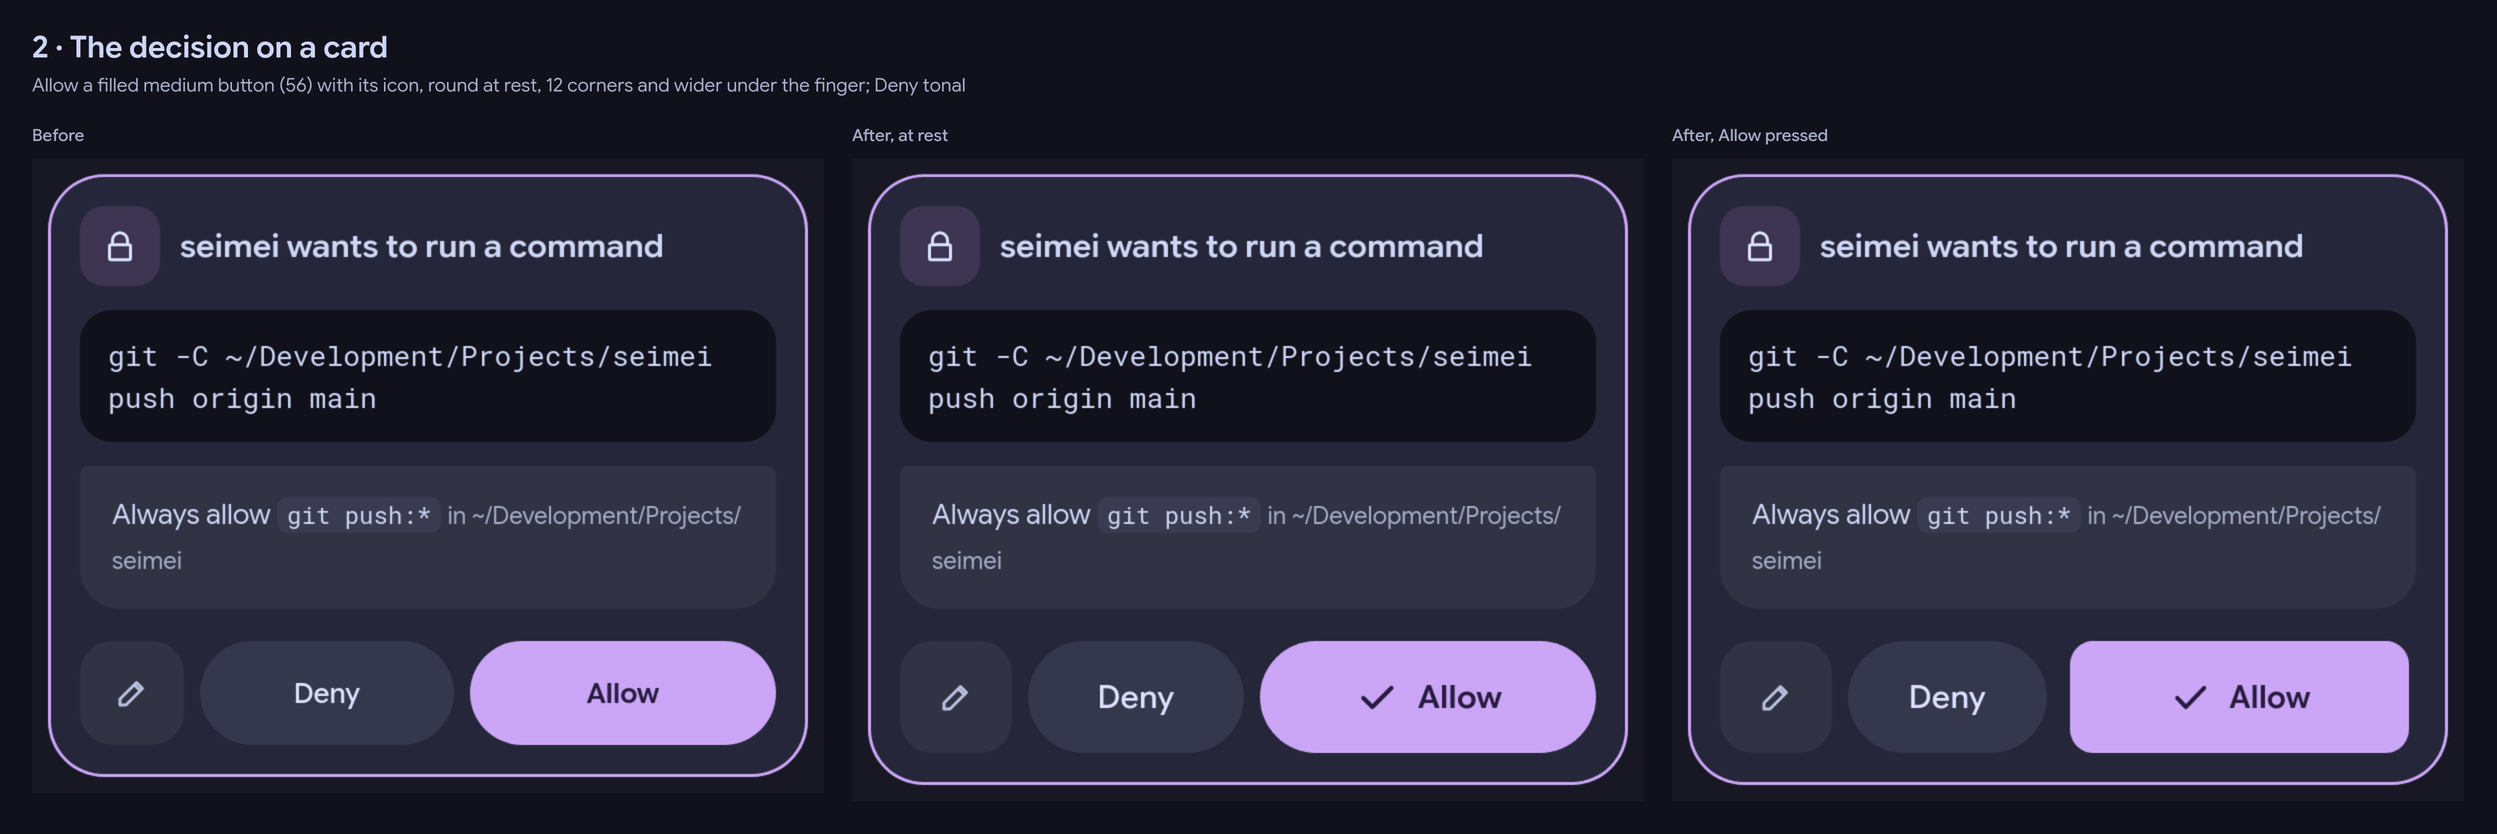 2 · The decision on a card
Allow a filled medium button (56) with its icon, round at rest, 12 corners and wider under the finger; Deny tonal
Before
seimei wants to run a command
git -C ~/Development/Projects/seimei
push origin main
Always allow git push:* in ~/Development/Projects/
seimei
Deny
Allow
After, at rest
seimei wants to run a command
git -C ~/Development/Projects/seimei
push origin main
Always allow git push:* in ~/Development/Projects/
seimei
Deny
Allow
After, Allow pressed
seimei wants to run a command
git -C ~/Development/Projects/seimei
push origin main
Always allow git push:* in ~/Development/Projects/
seimei
Deny
Allow